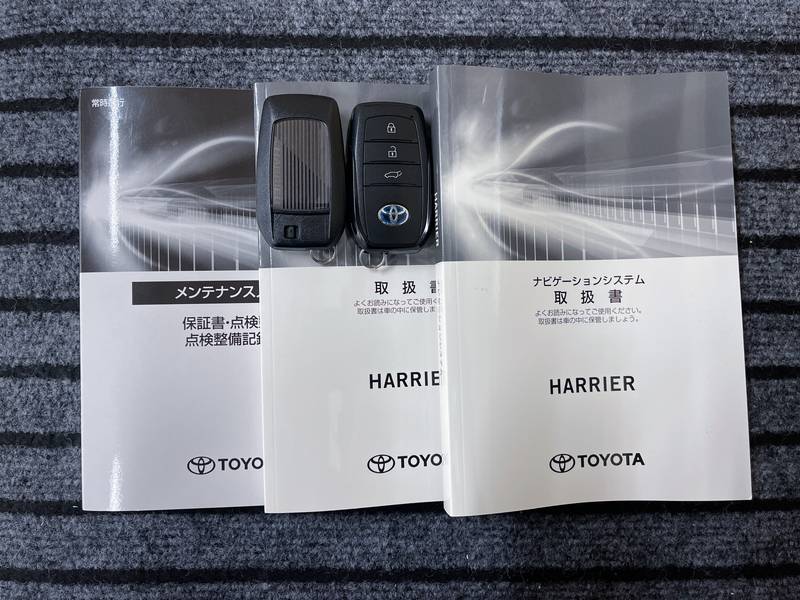 常時携行
メンテナンス
保証書・点検
点検整備記
TOYO
取扱
よくお読みになってご使用く
取扱書は車の中に保管しまし
HARRIE
TOYOT
HARRIER
ナビゲーションシステム
取扱書
よくお読みになってご使用ください。
取扱書は車の中に保管しましょう。
HARRIER
TOYOTA